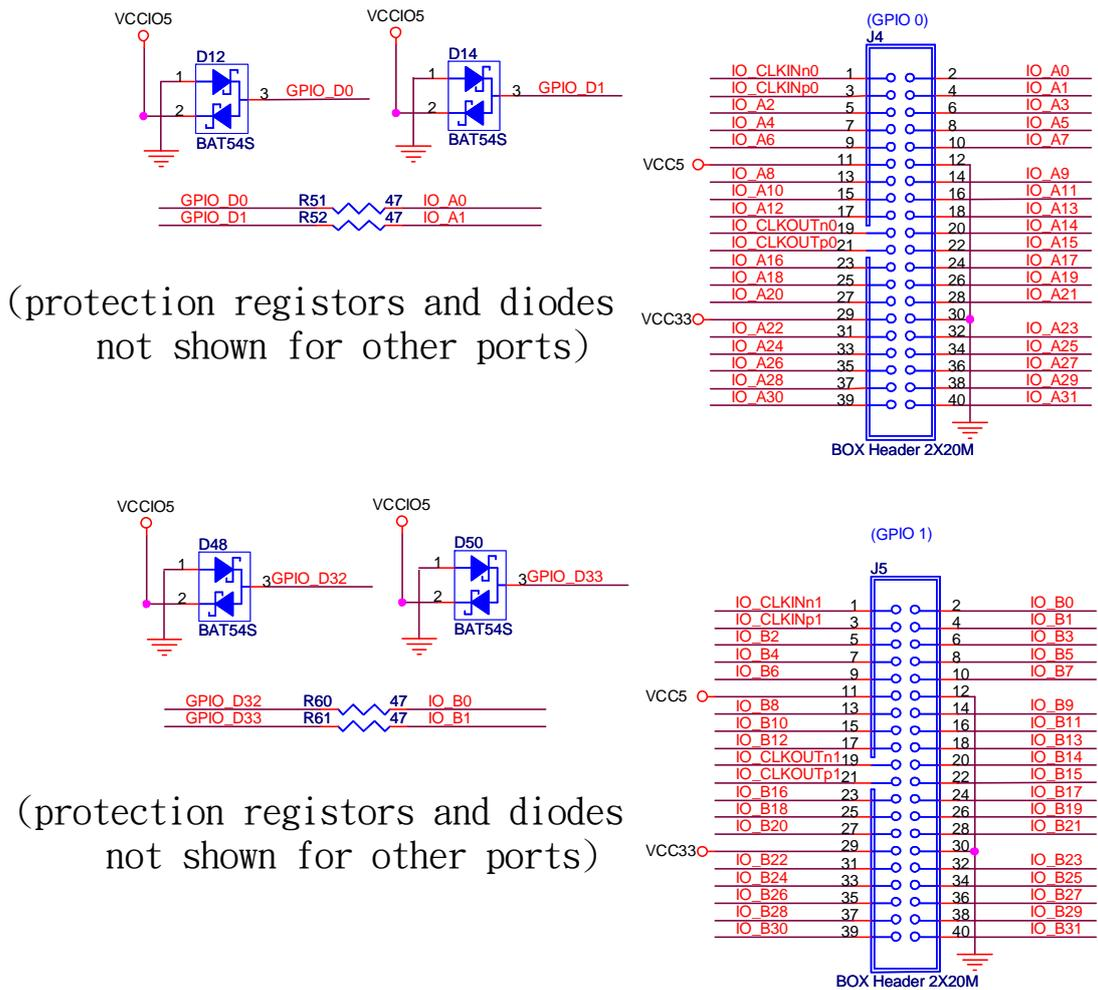 VCCIO5
VCCIO5
D12
D14
1
2
3
GPIO_D0
1
2
3
GPIO_D1
BAT54S
BAT54S
GPIO_D0 R51 47 IO_A0
GPIO_D1 R52 47 IO_A1
(protection registors and diodes
not shown for other ports)
(GPIO 0)
J4
IO_CLKINn0 1 2 IO_A0
IO_CLKINp0 3 4 IO_A1
IO_A2 5 6 IO_A3
IO_A4 7 8 IO_A5
IO_A6 9 10 IO_A7
VCC5 11 12
IO_A8 13 14 IO_A9
IO_A10 15 16 IO_A11
IO_A12 17 18 IO_A13
IO_CLKOUTn0 19 20 IO_A14
IO_CLKOUTp0 21 22 IO_A15
IO_A16 23 24 IO_A17
IO_A18 25 26 IO_A19
IO_A20 27 28 IO_A21
VCC33 29 30
IO_A22 31 32 IO_A23
IO_A24 33 34 IO_A25
IO_A26 35 36 IO_A27
IO_A28 37 38 IO_A29
IO_A30 39 40 IO_A31
BOX Header 2X20M
VCCIO5
VCCIO5
D48
D50
1
2
3
GPIO_D32
1
2
3
GPIO_D33
BAT54S
BAT54S
GPIO_D32 R60 47 IO_B0
GPIO_D33 R61 47 IO_B1
(protection registors and diodes
not shown for other ports)
(GPIO 1)
J5
IO_CLKINn1 1 2 IO_B0
IO_CLKINp1 3 4 IO_B1
IO_B2 5 6 IO_B3
IO_B4 7 8 IO_B5
IO_B6 9 10 IO_B7
VCC5 11 12
IO_B8 13 14 IO_B9
IO_B10 15 16 IO_B11
IO_B12 17 18 IO_B13
IO_CLKOUTn1 19 20 IO_B14
IO_CLKOUTp1 21 22 IO_B15
IO_B16 23 24 IO_B17
IO_B18 25 26 IO_B19
IO_B20 27 28 IO_B21
VCC33 29 30
IO_B22 31 32 IO_B23
IO_B24 33 34 IO_B25
IO_B26 35 36 IO_B27
IO_B28 37 38 IO_B29
IO_B30 39 40 IO_B31
BOX Header 2X20M